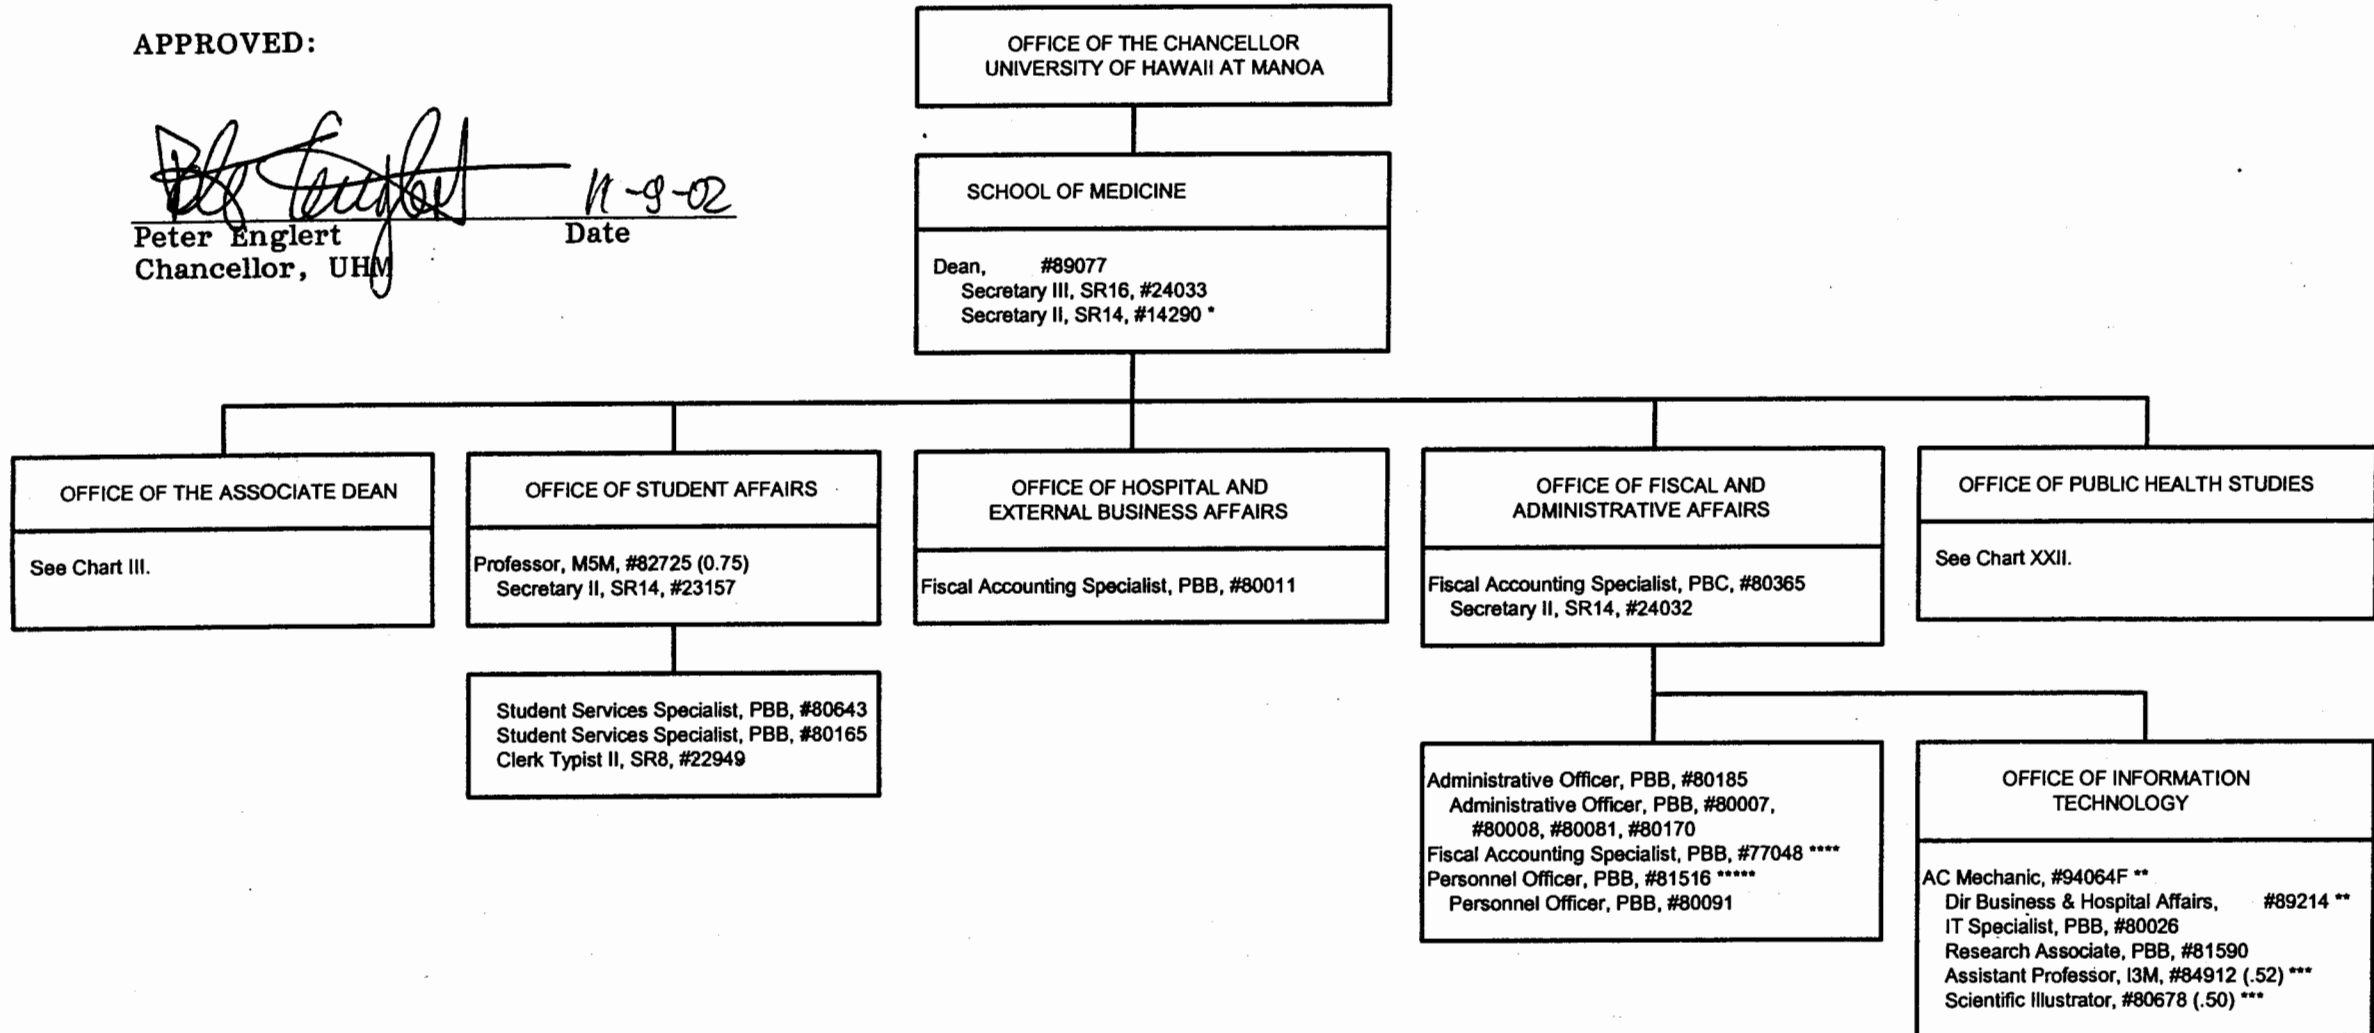 APPROVED:
Peter Englert 11-9-02
Peter Englert Date
Chancellor, UHM
OFFICE OF THE CHANCELLOR
UNIVERSITY OF HAWAII AT MANOA
SCHOOL OF MEDICINE
Dean, #89077
Secretary III, SR16, #24033
Secretary II, SR14, #14290 *
OFFICE OF THE ASSOCIATE DEAN
See Chart III.
OFFICE OF STUDENT AFFAIRS
Professor, M5M, #82725 (0.75)
Secretary II, SR14, #23157
Student Services Specialist, PBB, #80643
Student Services Specialist, PBB, #80165
Clerk Typist II, SR8, #22949
OFFICE OF HOSPITAL AND
EXTERNAL BUSINESS AFFAIRS
Fiscal Accounting Specialist, PBB, #80011
OFFICE OF FISCAL AND
ADMINISTRATIVE AFFAIRS
Fiscal Accounting Specialist, PBC, #80365
Secretary II, SR14, #24032
Administrative Officer, PBB, #80185
Administrative Officer, PBB, #80007,
#80008, #80081, #80170
Fiscal Accounting Specialist, PBB, #77048 ****
Personnel Officer, PBB, #81516 *****
Personnel Officer, PBB, #80091
OFFICE OF PUBLIC HEALTH STUDIES
See Chart XXII.
OFFICE OF INFORMATION
TECHNOLOGY
AC Mechanic, #94064F **
Dir Business & Hospital Affairs, #89214 **
IT Specialist, PBB, #80026
Research Associate, PBB, #81590
Assistant Professor, I3M, #84912 (.52) ***
Scientific Illustrator, #80678 (.50) ***